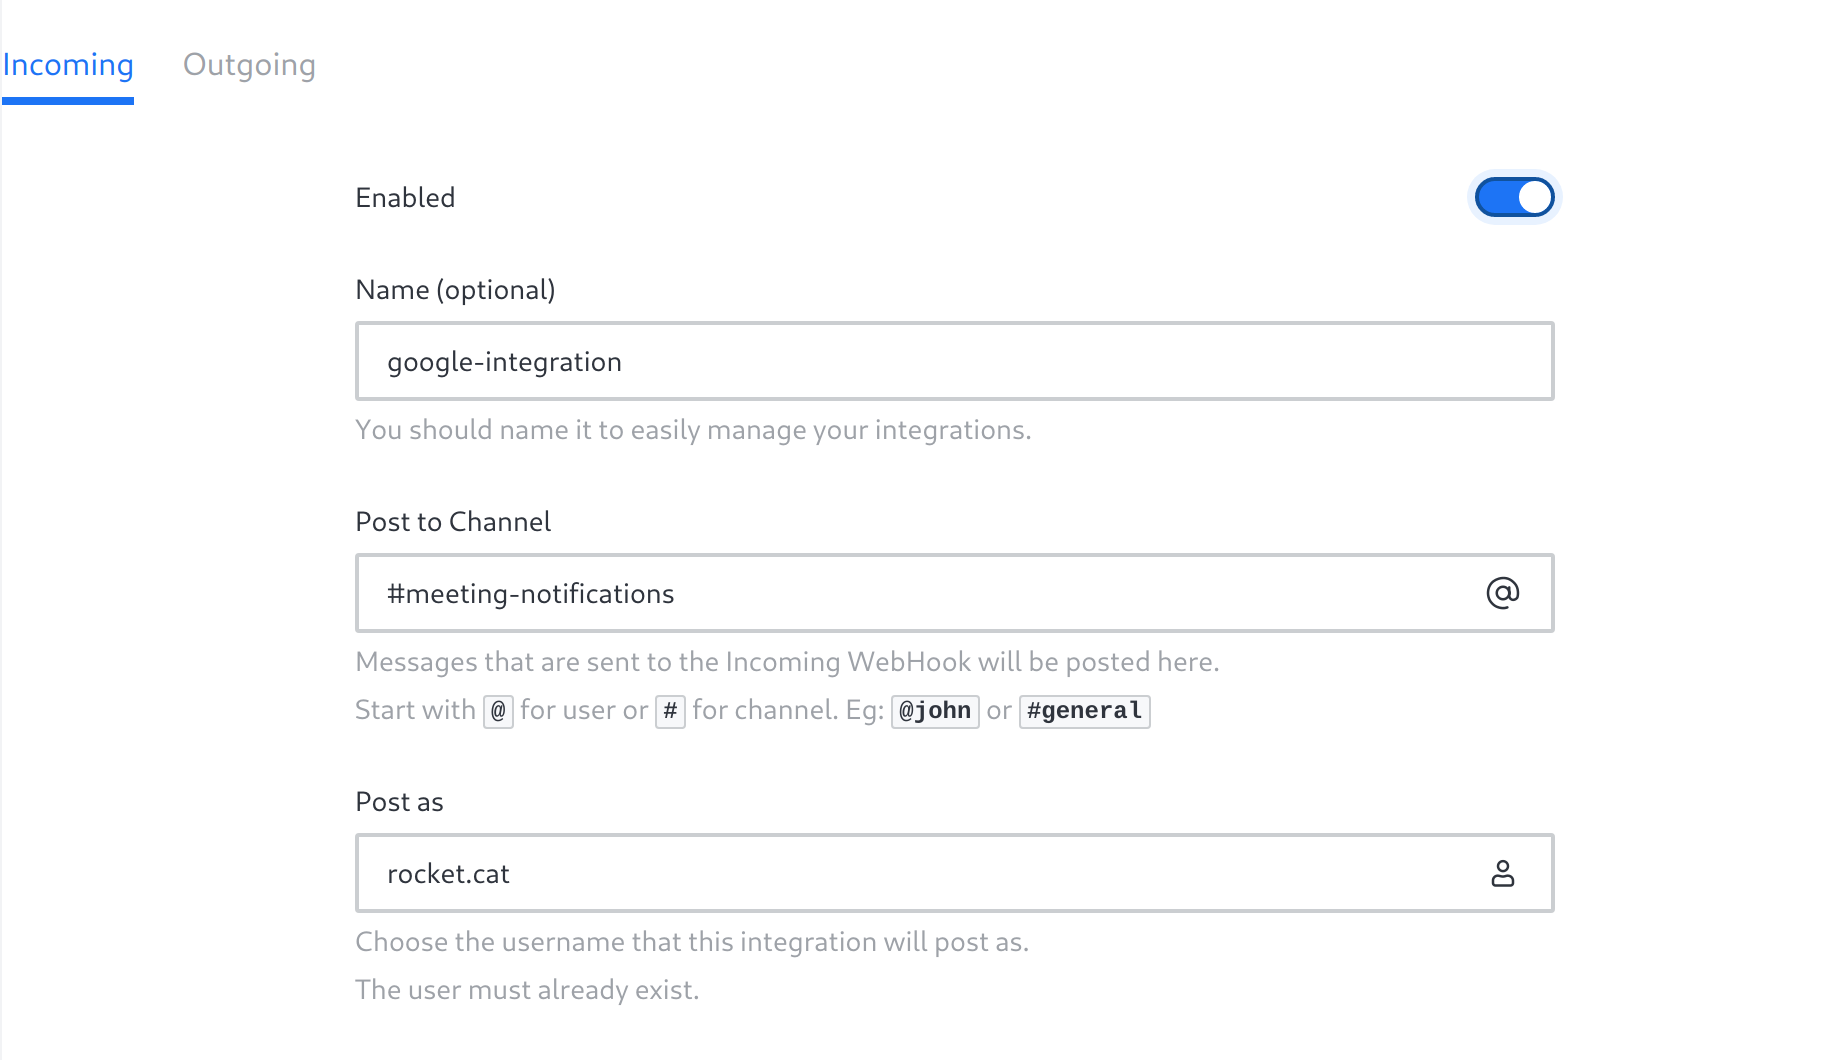 Incoming Outgoing
Enabled
Name (optional)
google-integration
You should name it to easily manage your integrations.
Post to Channel
#meeting-notifications
Messages that are sent to the Incoming WebHook will be posted here.
Start with @ for user or # for channel. Eg: @john or #general
Post as
rocket.cat
Choose the username that this integration will post as.
The user must already exist.